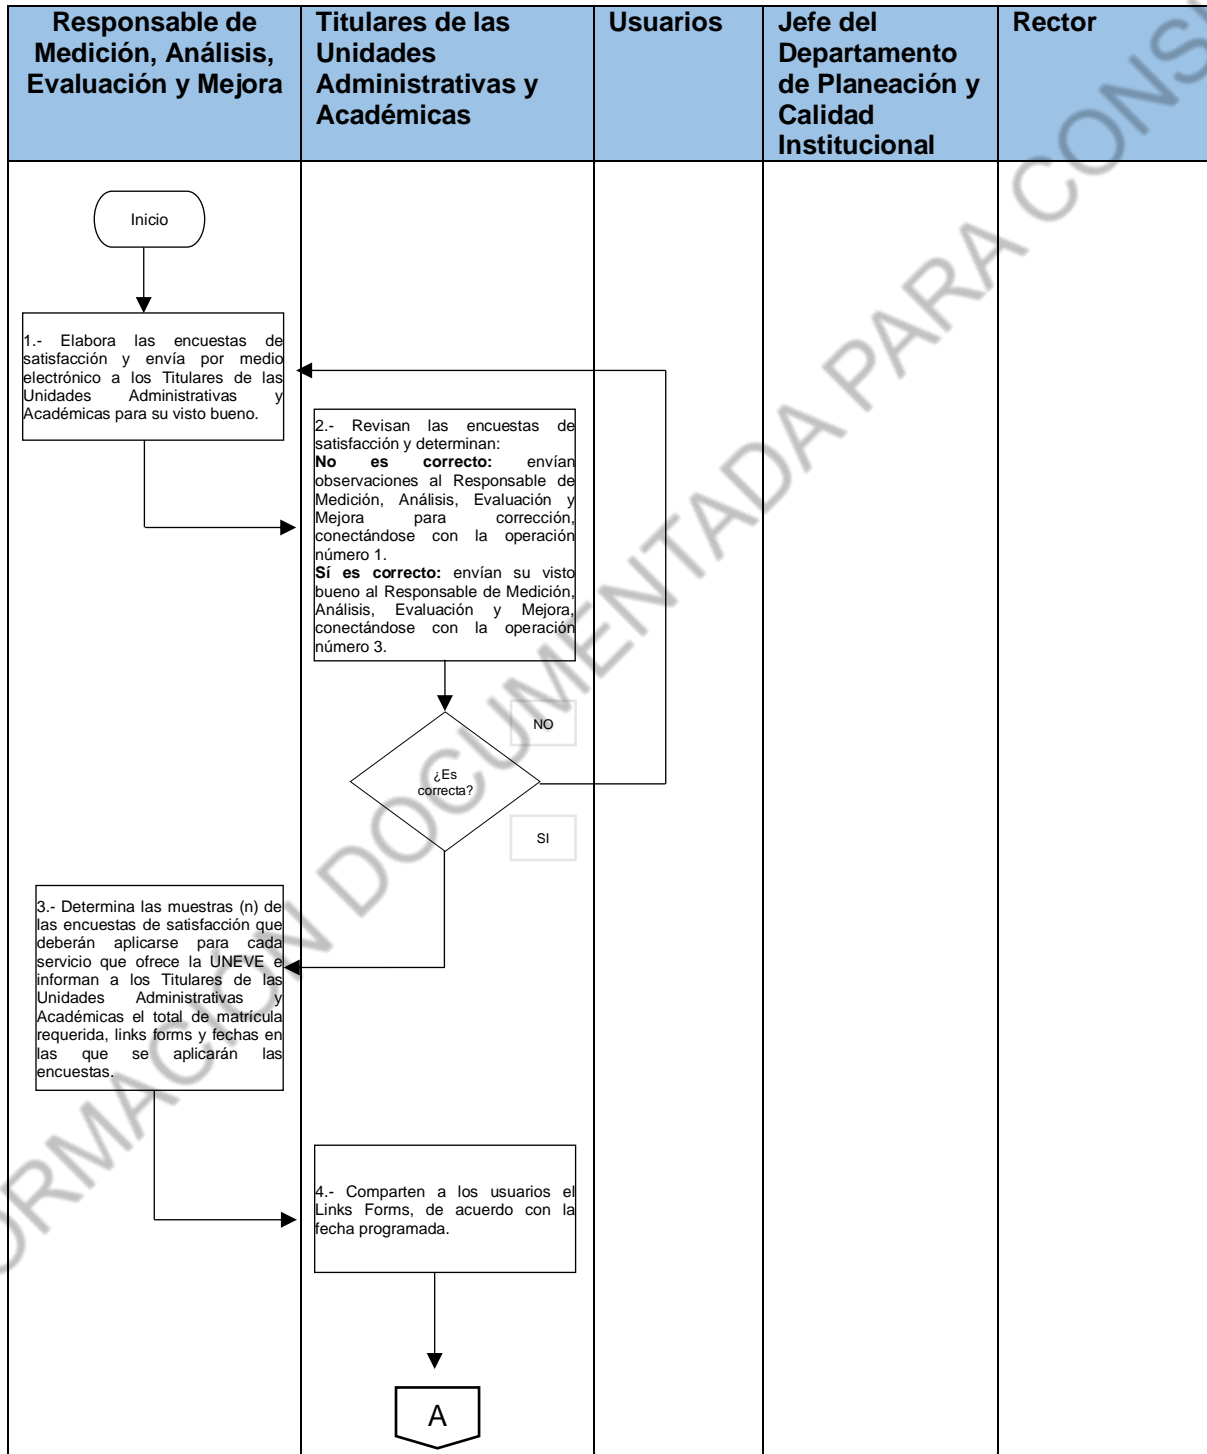 Responsable de
Medición, Análisis,
Evaluación y Mejora
Titulares de las
Unidades
Administrativas y
Académicas
Usuarios
Jefe del
Departamento
de Planeación y
Calidad
Institucional
Rector
Inicio
1.- Elabora las encuestas de
satisfacción y envía por medio
electrónico a los Titulares de las
Unidades Administrativas y
Académicas para su visto bueno.
2.- Revisan las encuestas de
satisfacción y determinan:
No es correcto: envían
observaciones al Responsable de
Medición, Análisis, Evaluación y
Mejora para corrección,
conectándose con la operación
número 1.
Sí es correcto: envían su visto
bueno al Responsable de Medición,
Análisis, Evaluación y Mejora,
conectándose con la operación
número 3.
NO
¿Es
correcta?
SI
3.- Determina las muestras (n) de
las encuestas de satisfacción que
deberán aplicarse para cada
servicio que ofrece la UNEVE e
informan a los Titulares de las
Unidades Administrativas y
Académicas el total de matrícula
requerida, links forms y fechas en
las que se aplicarán las
encuestas.
4.- Comparten a los usuarios el
Links Forms, de acuerdo con la
fecha programada.
A
ORMACIÓN DOCUMENTADA PARA CONS